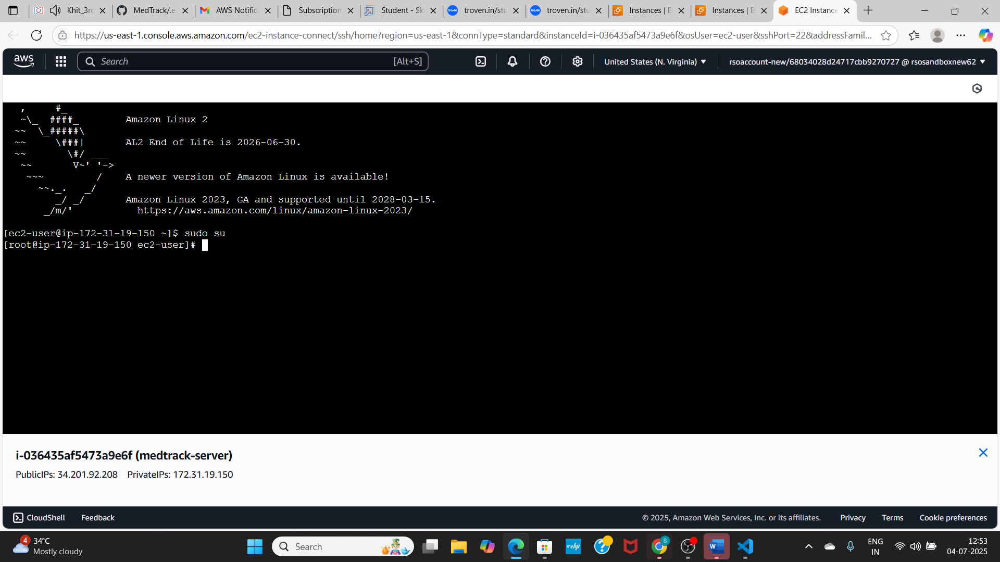 Khit_3rc
MedTrack/.e
AWS Notifica
Subscription
Student - Sk
troven.in/stu
troven.in/stu
Instances | E
Instances | E
EC2 Instance
https://us-east-1.console.aws.amazon.com/ec2-instance-connect/ssh/home?region=us-east-1&connType=standard&instanceId=i-036435af5473a9e6f&osUser=ec2-user&sshPort=22&addressFamil...
aws
Search
[Alt+S]
United States (N. Virginia)
rsoaccount-new/68034028d24717cbb9270727 @ rsosandboxnew62
   ,     #_
   ~\_  ####_        Amazon Linux 2
  ~~  \_#####\
  ~~     \###|       AL2 End of Life is 2026-06-30.
  ~~       \#/ ___
   ~~       V~' '->
    ~~~         /    A newer version of Amazon Linux is available!
      ~~._.   _/
         _/ _/       Amazon Linux 2023, GA and supported until 2028-03-15.
       _/m/'           https://aws.amazon.com/linux/amazon-linux-2023/
[ec2-user@ip-172-31-19-150 ~]$ sudo su
[root@ip-172-31-19-150 ec2-user]#
i-036435af5473a9e6f (medtrack-server)
PublicIPs: 34.201.92.208 PrivateIPs: 172.31.19.150
CloudShell
Feedback
© 2025, Amazon Web Services, Inc. or its affiliates.
Privacy
Terms
Cookie preferences
4
34°C
Mostly cloudy
Search
myhp
S
W
ENG
IN
12:53
04-07-2025